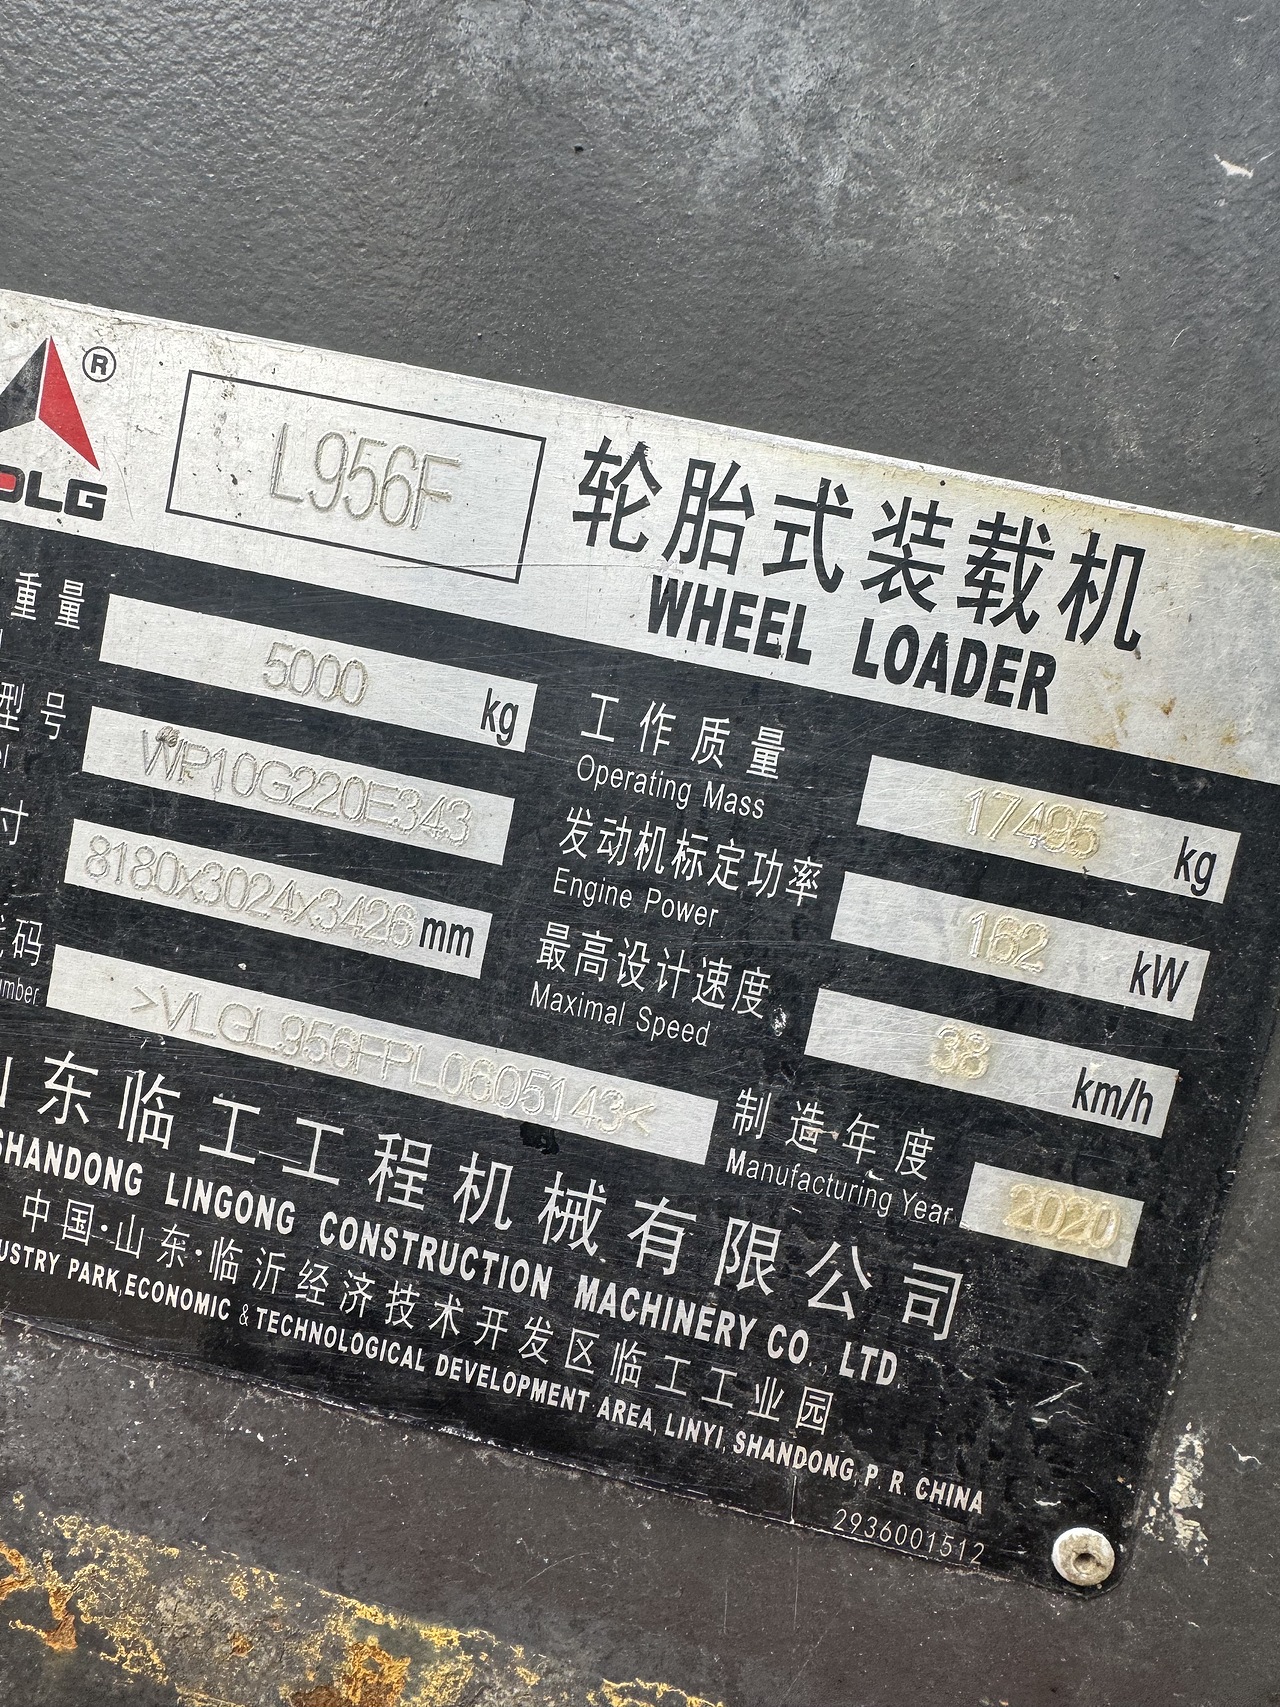 ®
DLG
L956F
轮胎式装载机
WHEEL LOADER
重量
5000 kg
工作质量
Operating Mass
17495 kg
型号
WP10G220E343
发动机标定功率
Engine Power
162 kW
寸
8180x3024x3426 mm
最高设计速度
Maximal Speed
38 km/h
码
>VLGL956FPL0605143<
制造年度
Manufacturing Year
2020
山东临工工程机械有限公司
SHANDONG LINGONG CONSTRUCTION MACHINERY CO., LTD
中国·山东·临沂经济技术开发区临工工业园
USTRY PARK,ECONOMIC & TECHNOLOGICAL DEVELOPMENT AREA, LINYI, SHANDONG, P. R. CHINA
2936001512